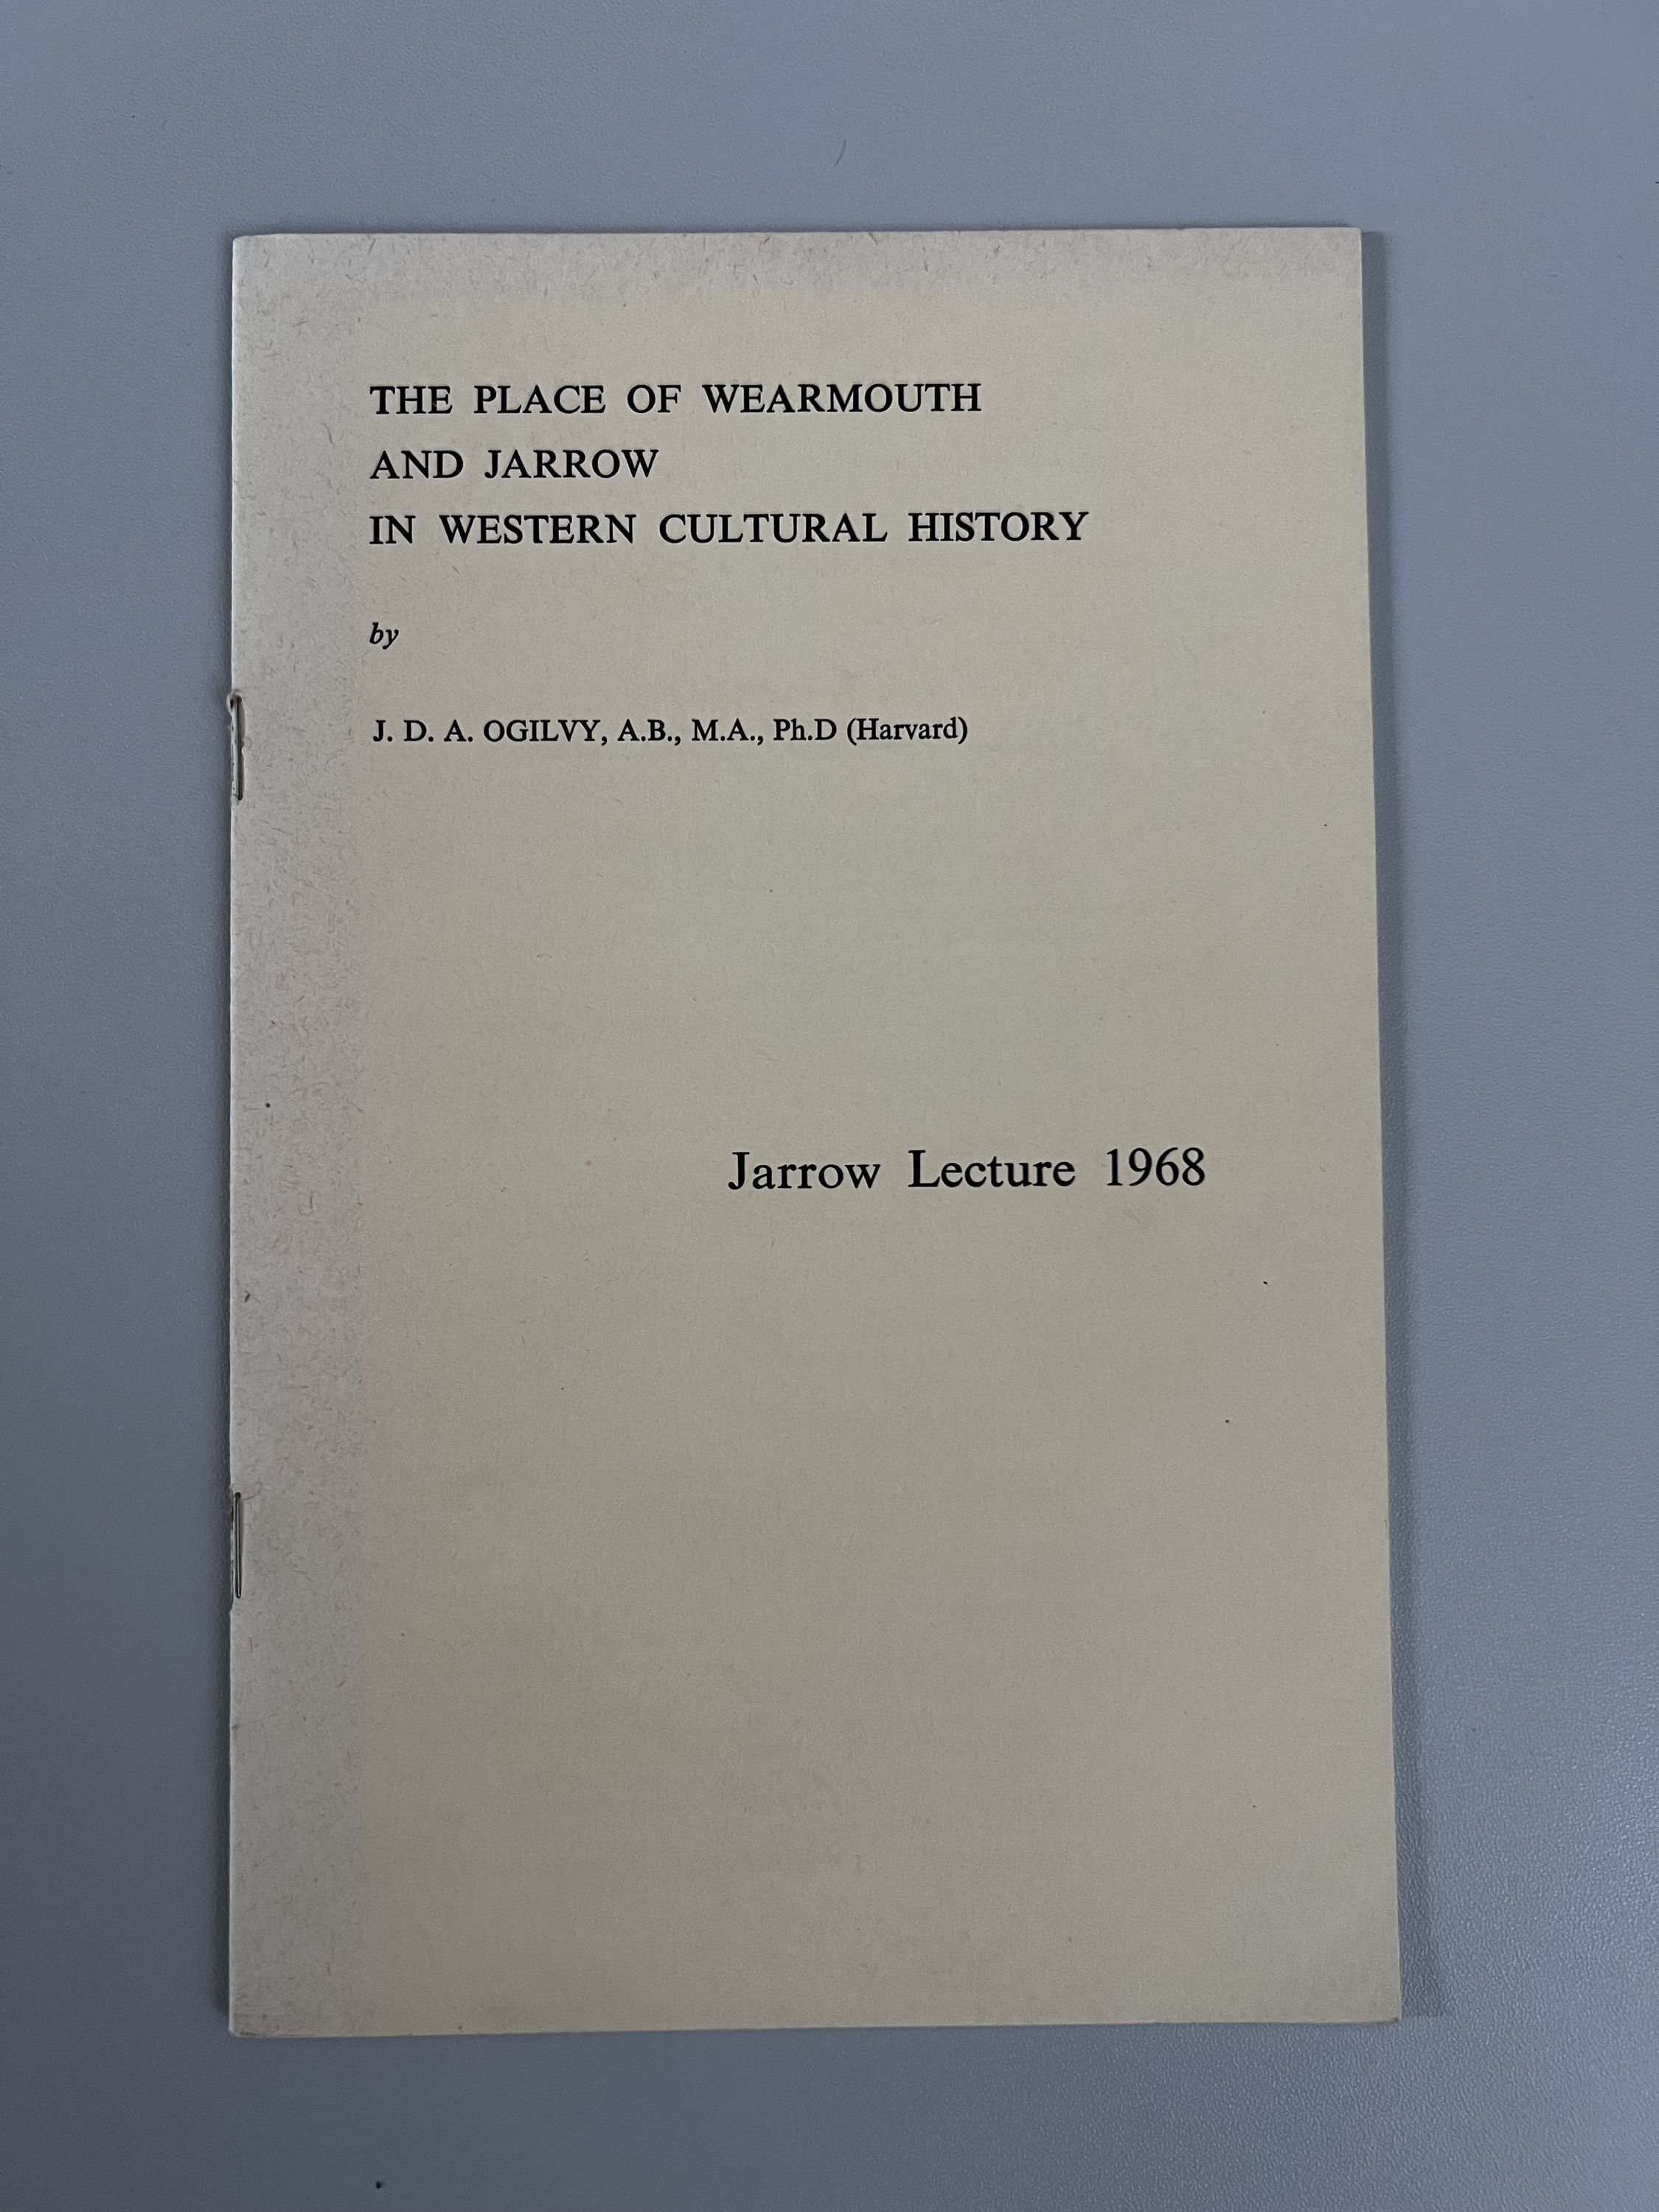 THE PLACE OF WEARMOUTH
AND JARROW
IN WESTERN CULTURAL HISTORY
by
J. D. A. OGILVY, A.B., M.A., Ph.D (Harvard)
Jarrow Lecture 1968